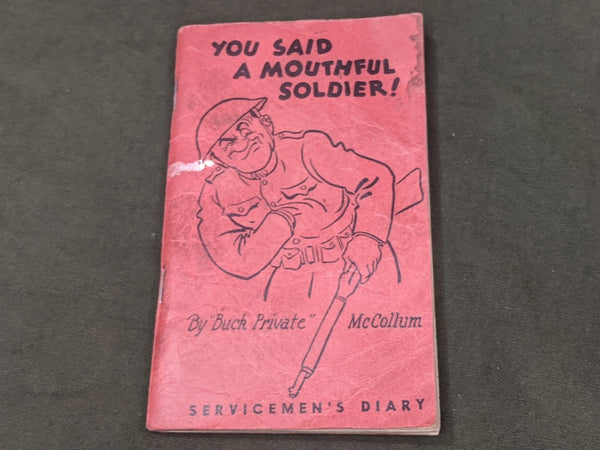 YOU SAID
A MOUTHFUL
SOLDIER!
By "Buck Private" McCollum
SERVICEMEN'S DIARY